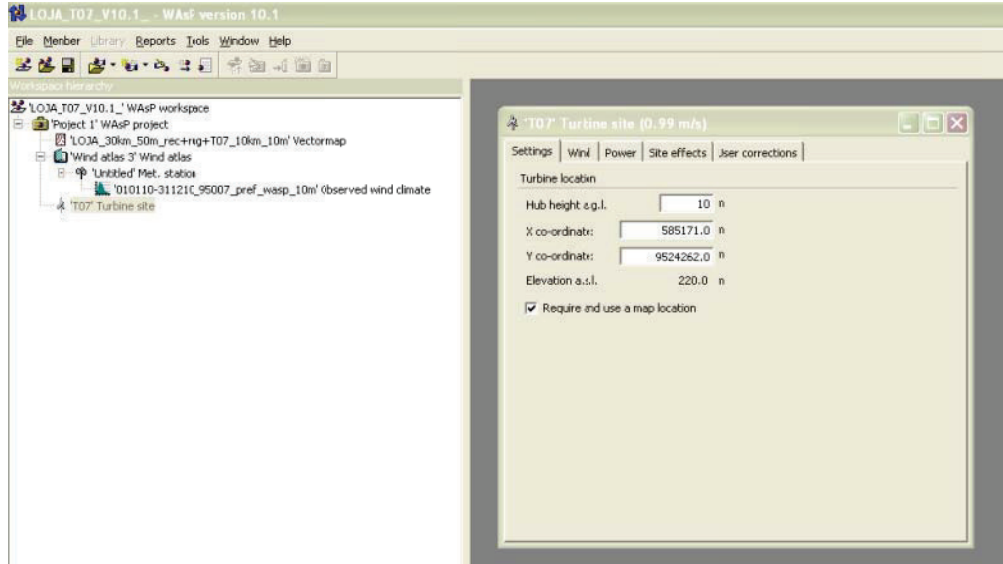 LOJA_T07_V10.1_ - WAsP version 10.1
File Member Library Reports Tools Window Help
Workspace hierarchy
'LOJA_T07_V10.1_' WAsP workspace
'Poject 1' WAsP project
'LOJA_30km_50m_rec+rug+T07_10km_10m' Vectormap
'Wind atlas 3' Wind atlas
'Untitled' Met. station
'010110-311210_95007_pref_wasp_10m' Observed wind climate
'T07' Turbine site
'T07' Turbine site (0.99 m/s)
Settings Wind Power Site effects User corrections
Turbine location
Hub height a.g.l. 10 m
X co-ordinate: 585171.0 m
Y co-ordinate: 9524262.0 m
Elevation a.s.l. 220.0 m
Require and use a map location